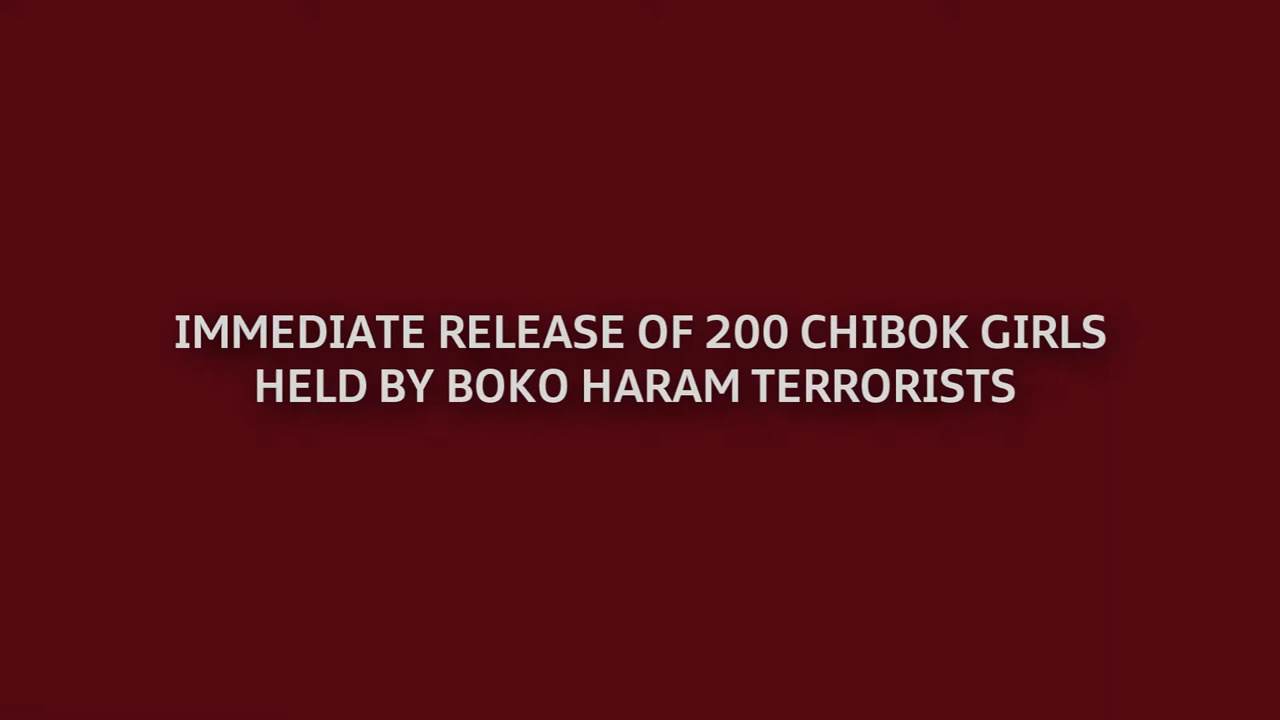 IMMEDIATE RELEASE OF 200 CHIBOK GIRLS
HELD BY BOKO HARAM TERRORISTS